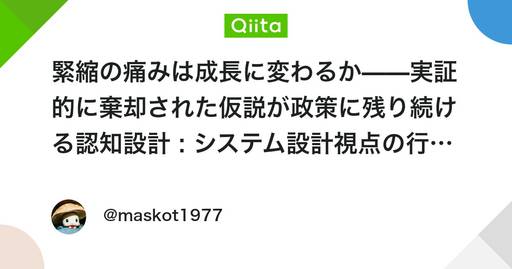 Qiita
緊縮の痛みは成長に変わるか——実証
的に棄却された仮説が政策に残り続け
る認知設計：システム設計視点の行…
@maskot1977